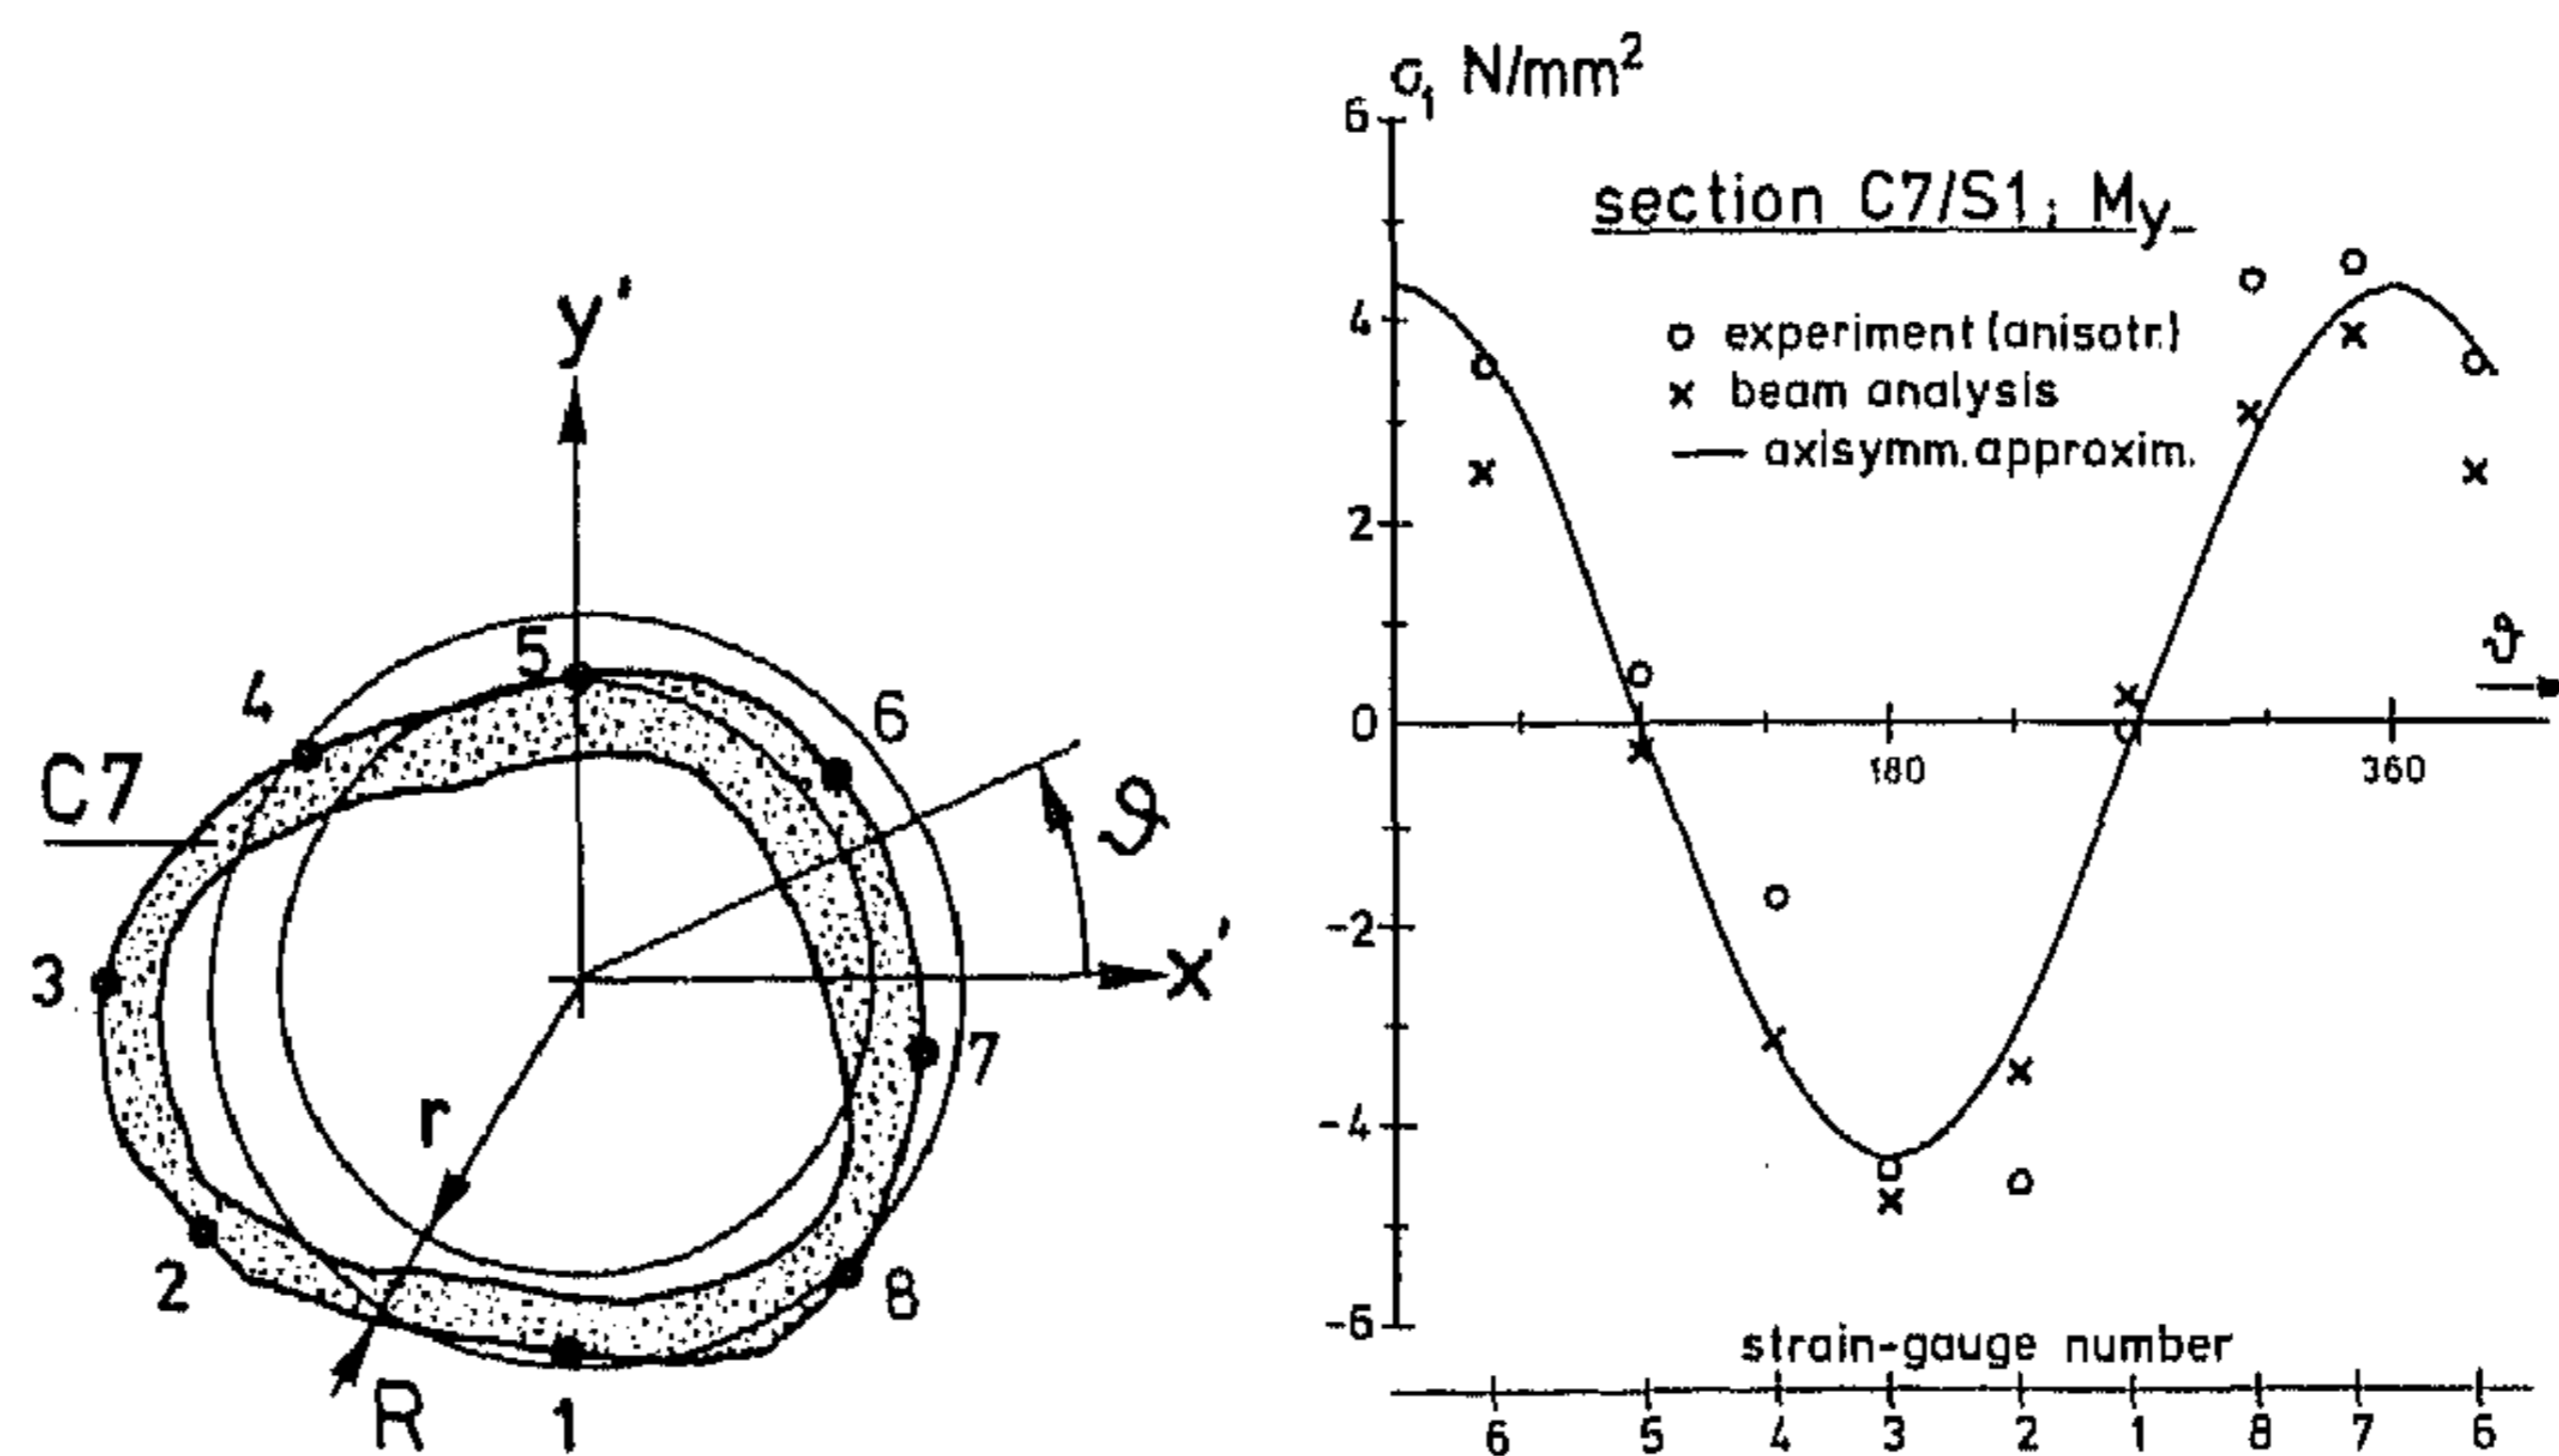 y'
5
4
6
C7
ϑ
x'
3
7
r
2
8
R
1
σ₁ N/mm²
section C7/S1; My
o experiment (anisotr.)
x beam analysis
— axisymm. approxim.
6
4
2
0
-2
-4
-6
180
360
ϑ
strain-gauge number
6 5 4 3 2 1 8 7 6